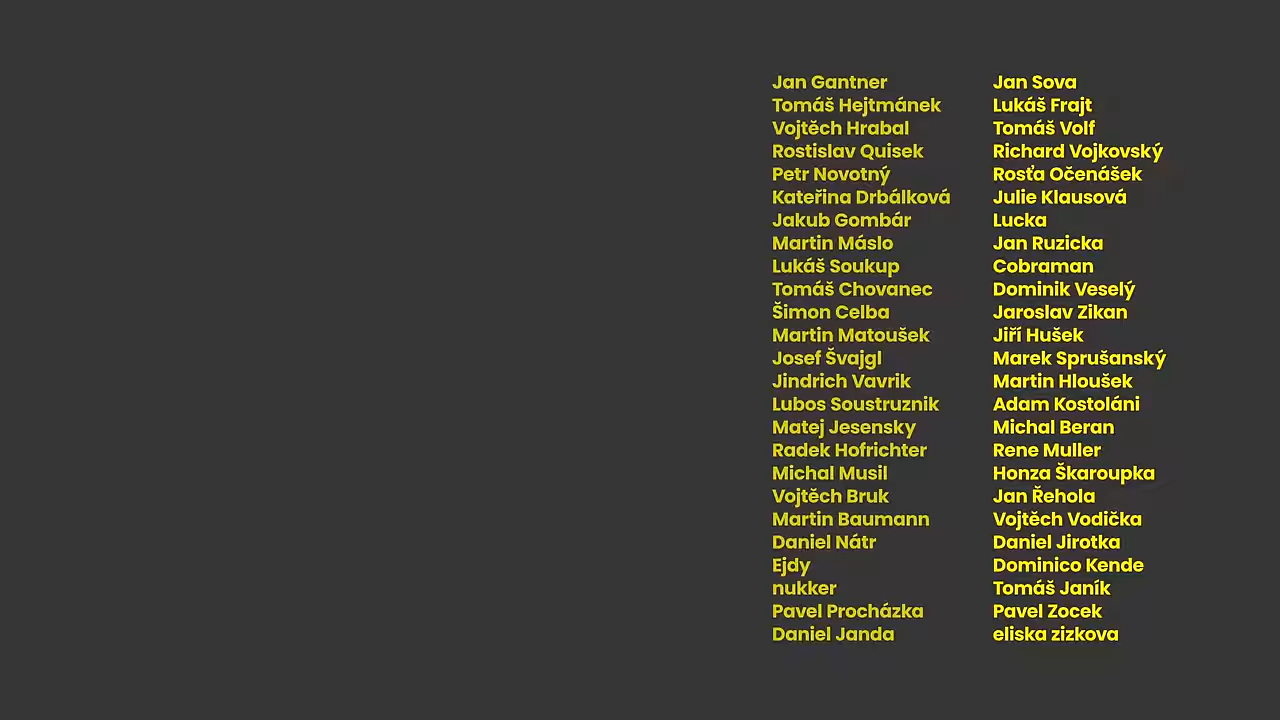 Jan Gantner
Tomáš Hejtmánek
Vojtěch Hrabal
Rostislav Quisek
Petr Novotný
Kateřina Drbálková
Jakub Gombár
Martin Máslo
Lukáš Soukup
Tomáš Chovanec
Šimon Celba
Martin Matoušek
Josef Švajgl
Jindrich Vavrik
Lubos Soustruznik
Matej Jesensky
Radek Hofrichter
Michal Musil
Vojtěch Bruk
Martin Baumann
Daniel Nátr
Ejdy
nukker
Pavel Procházka
Daniel Janda
Jan Sova
Lukáš Frajt
Tomáš Volf
Richard Vojkovský
Rosťa Očenášek
Julie Klausová
Lucka
Jan Ruzicka
Cobraman
Dominik Veselý
Jaroslav Zikan
Jiří Hušek
Marek Sprušanský
Martin Hloušek
Adam Kostoláni
Michal Beran
Rene Muller
Honza Škaroupka
Jan Řehola
Vojtěch Vodička
Daniel Jirotka
Dominico Kende
Tomáš Janík
Pavel Zocek
eliska zizkova